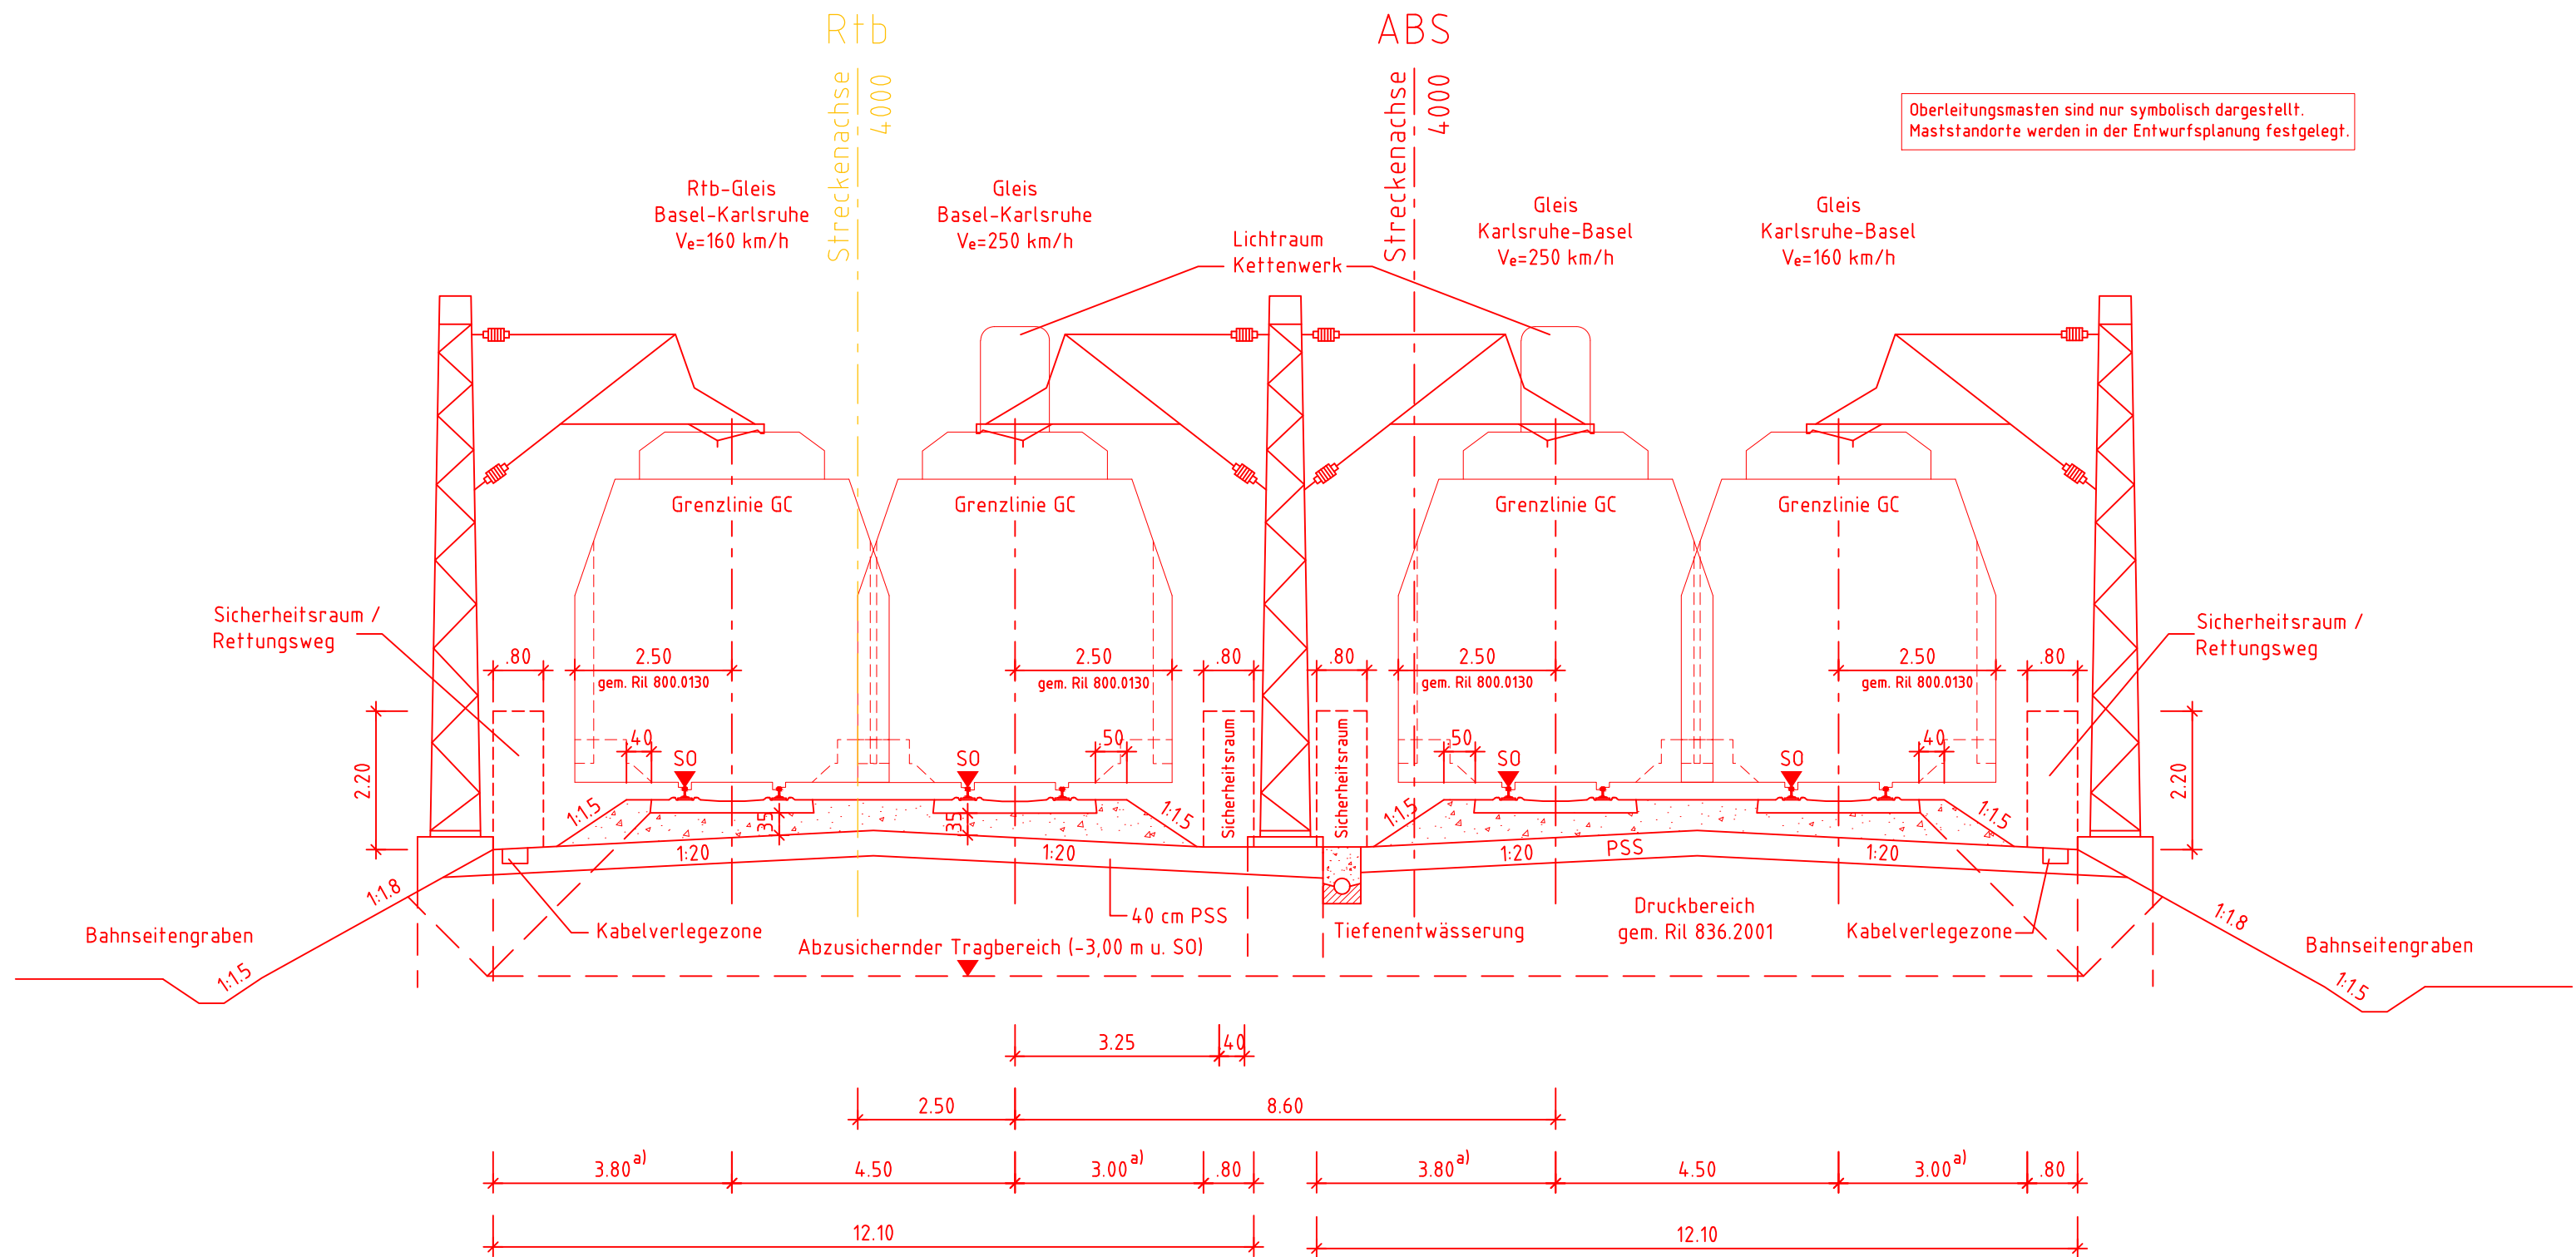 Rtb
ABS
Streckenachse
4000
Streckenachse
4000
Oberleitungsmasten sind nur symbolisch dargestellt.
Maststandorte werden in der Entwurfsplanung festgelegt.
Rtb-Gleis
Basel-Karlsruhe
Ve=160 km/h
Gleis
Basel-Karlsruhe
Ve=250 km/h
Lichtraum
Kettenwerk
Gleis
Karlsruhe-Basel
Ve=250 km/h
Gleis
Karlsruhe-Basel
Ve=160 km/h
Grenzlinie GC
Grenzlinie GC
Grenzlinie GC
Grenzlinie GC
Sicherheitsraum /
Rettungsweg
Sicherheitsraum /
Rettungsweg
.80
2.50
gem. Ril 800.0130
2.50
gem. Ril 800.0130
.80
.80
2.50
gem. Ril 800.0130
2.50
gem. Ril 800.0130
.80
2.20
.40
SO
SO
.50
Sicherheitsraum
Sicherheitsraum
.50
SO
SO
.40
2.20
1:1.5
35
35
1:1.5
1:1.5
1:1.5
1:20
1:20
1:20
PSS
1:20
1:1.8
1:1.8
Bahnseitengraben
Kabelverlegezone
40 cm PSS
Abzusichernder Tragbereich (-3,00 m u. SO)
Tiefenentwässerung
Druckbereich
gem. Ril 836.2001
Kabelverlegezone
Bahnseitengraben
1:1.5
1:1.5
3.25
.40
2.50
8.60
3.80 a)
4.50
3.00 a)
.80
3.80 a)
4.50
3.00 a)
.80
12.10
12.10